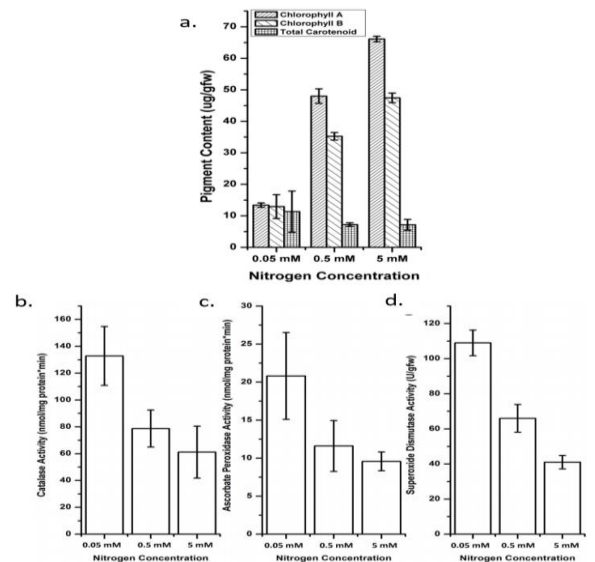 a.
Chlorophyll A
Chlorophyll B
Total Carotenoid
Pigment Content (ug/gfw)
70
60
50
40
30
20
10
0
0.05 mM 0.5 mM 5 mM
Nitrogen Concentration
b.
Catalase Activity (nmol/mg protein*min)
160
140
120
100
80
60
40
20
0
0.05 mM 0.5 mM 5 mM
Nitrogen Concentration
c.
Ascorbate Peroxidase Activity (nmol/mg protein*min)
30
25
20
15
10
5
0
0.05 mM 0.5 mM 5 mM
Nitrogen Concentration
d.
Superoxide Dismutase Activity (U/gfw)
120
100
80
60
40
20
0
0.05 mM 0.5 mM 5 mM
Nitrogen Concentration